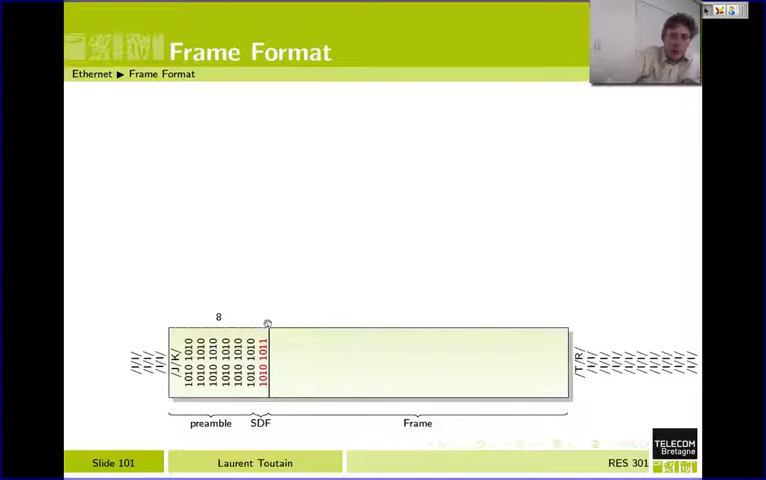 Frame Format
Ethernet ▶ Frame Format
8
/I/I/ /I/I/ /I/I/ /J/K/ 1010 1010 1010 1010 1010 1010 1010 1010 1010 1010 1010 1010 1010 1011 /T/R/ /I/I/ /I/I/ /I/I/ /I/I/ /I/I/ /I/I/ /I/I/ /I/I/ /I/I/
preamble SDF Frame
Slide 101 Laurent Toutain RES 301
TELECOM
Bretagne